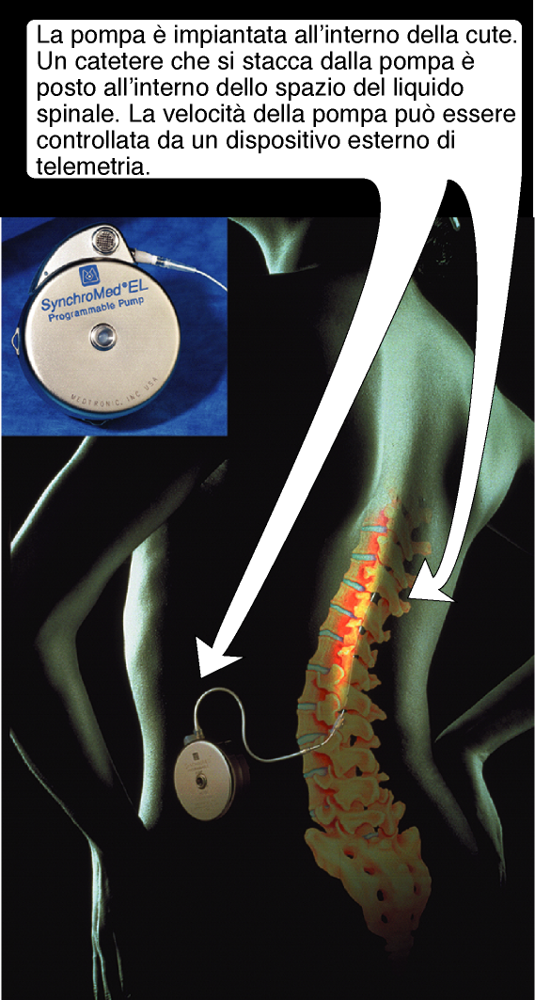 La pompa è impiantata all'interno della cute.
Un catetere che si stacca dalla pompa è
posto all'interno dello spazio del liquido
spinale. La velocità della pompa può essere
controllata da un dispositivo esterno di
telemetria.
SynchroMed® EL
Programmable Pump
MEDTRONIC, INC. USA